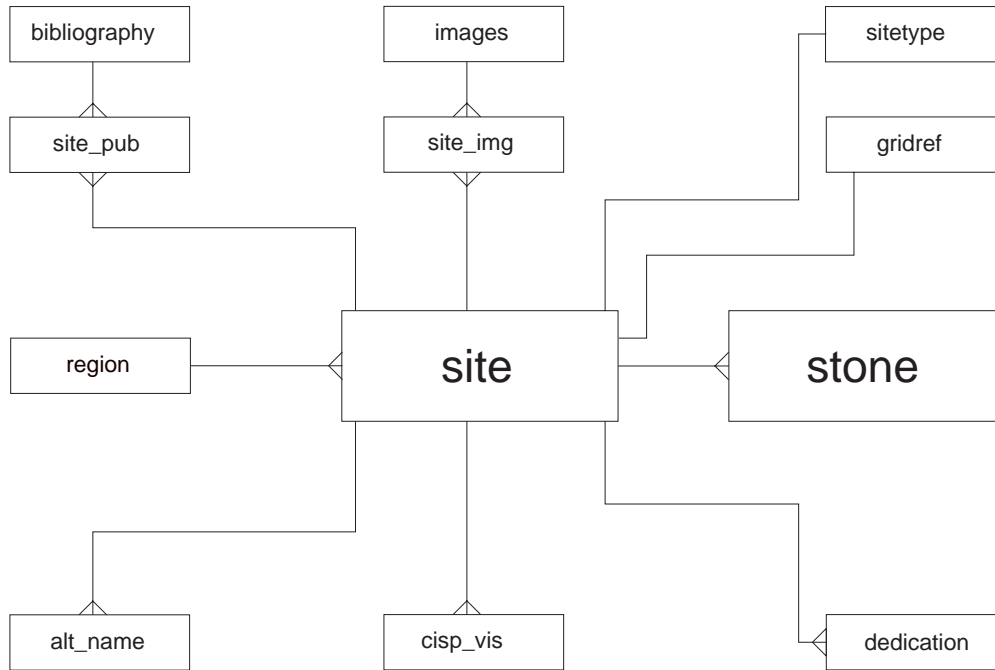 bibliography
images
sitetype
site_pub
site_img
gridref
region
site
stone
alt_name
cisp_vis
dedication